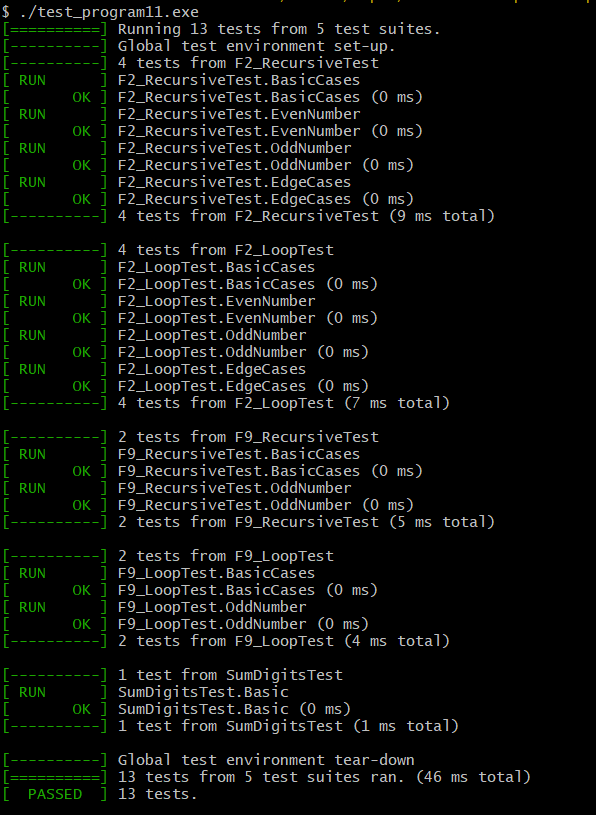 $ ./test_program11.exe
[==========] Running 13 tests from 5 test suites.
[----------] Global test environment set-up.
[----------] 4 tests from F2_RecursiveTest
[ RUN      ] F2_RecursiveTest.BasicCases
[       OK ] F2_RecursiveTest.BasicCases (0 ms)
[ RUN      ] F2_RecursiveTest.EvenNumber
[       OK ] F2_RecursiveTest.EvenNumber (0 ms)
[ RUN      ] F2_RecursiveTest.OddNumber
[       OK ] F2_RecursiveTest.OddNumber (0 ms)
[ RUN      ] F2_RecursiveTest.EdgeCases
[       OK ] F2_RecursiveTest.EdgeCases (0 ms)
[----------] 4 tests from F2_RecursiveTest (9 ms total)

[----------] 4 tests from F2_LoopTest
[ RUN      ] F2_LoopTest.BasicCases
[       OK ] F2_LoopTest.BasicCases (0 ms)
[ RUN      ] F2_LoopTest.EvenNumber
[       OK ] F2_LoopTest.EvenNumber (0 ms)
[ RUN      ] F2_LoopTest.OddNumber
[       OK ] F2_LoopTest.OddNumber (0 ms)
[ RUN      ] F2_LoopTest.EdgeCases
[       OK ] F2_LoopTest.EdgeCases (0 ms)
[----------] 4 tests from F2_LoopTest (7 ms total)

[----------] 2 tests from F9_RecursiveTest
[ RUN      ] F9_RecursiveTest.BasicCases
[       OK ] F9_RecursiveTest.BasicCases (0 ms)
[ RUN      ] F9_RecursiveTest.OddNumber
[       OK ] F9_RecursiveTest.OddNumber (0 ms)
[----------] 2 tests from F9_RecursiveTest (5 ms total)

[----------] 2 tests from F9_LoopTest
[ RUN      ] F9_LoopTest.BasicCases
[       OK ] F9_LoopTest.BasicCases (0 ms)
[ RUN      ] F9_LoopTest.OddNumber
[       OK ] F9_LoopTest.OddNumber (0 ms)
[----------] 2 tests from F9_LoopTest (4 ms total)

[----------] 1 test from SumDigitsTest
[ RUN      ] SumDigitsTest.Basic
[       OK ] SumDigitsTest.Basic (0 ms)
[----------] 1 test from SumDigitsTest (1 ms total)

[----------] Global test environment tear-down
[==========] 13 tests from 5 test suites ran. (46 ms total)
[  PASSED  ] 13 tests.